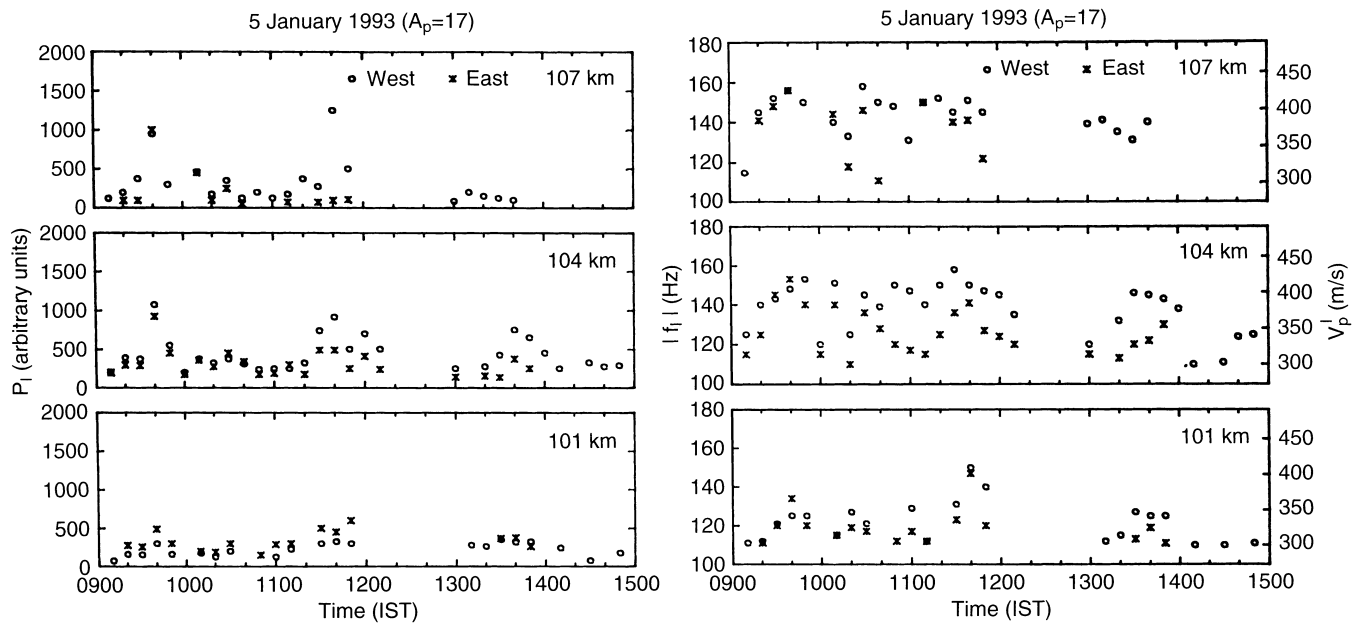 5 January 1993 (Ap=17)
2000
1500
1000
500
0
West East 107 km
2000
1500
1000
500
0
104 km
2000
1500
1000
500
0
101 km
0900 1000 1100 1200 1300 1400 1500
Time (IST)
Pl (arbitrary units)
5 January 1993 (Ap=17)
180
160
140
120
100
West East 107 km
450
400
350
300
180
160
140
120
100
104 km
450
400
350
300
180
160
140
120
100
101 km
450
400
350
300
0900 1000 1100 1200 1300 1400 1500
Time (IST)
| fl | (Hz)
Vpl (m/s)